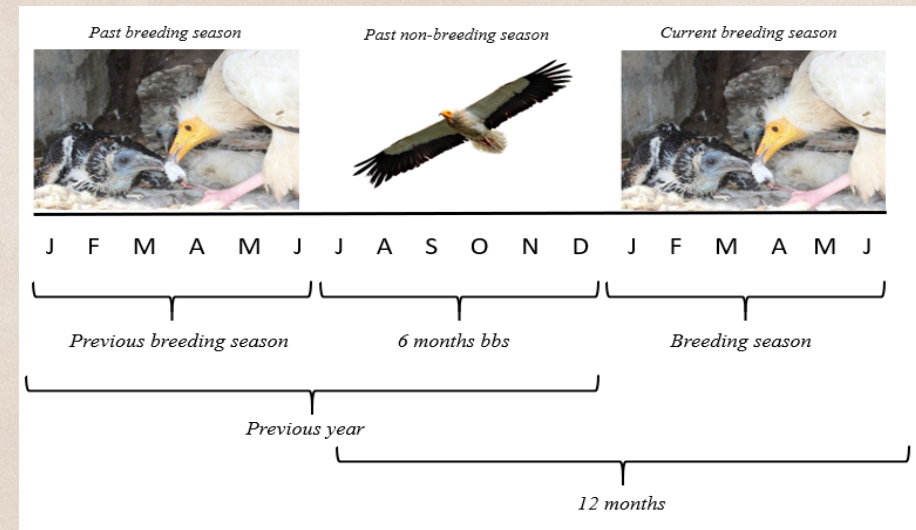 Past breeding season Past non-breeding season Current breeding season
J F M A M J J A S O N D J F M A M J
Previous breeding season 6 months bbs Breeding season
Previous year
12 months